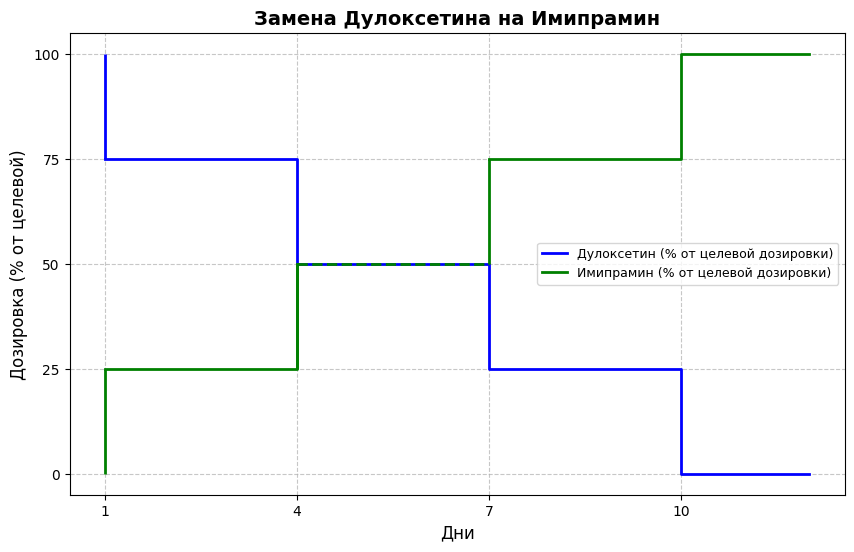 Замена Дулоксетина на Имипрамин
Дозировка (% от целевой)
100
75
50
25
0
Дулоксетин (% от целевой дозировки)
Имипрамин (% от целевой дозировки)
1
4
7
10
Дни